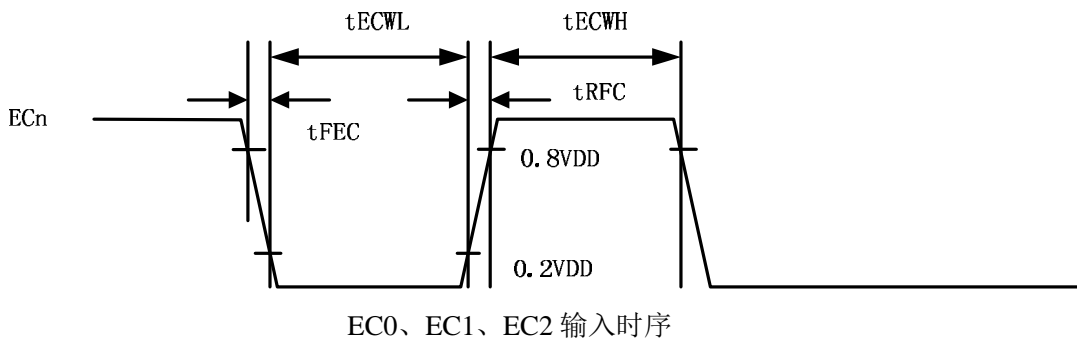 tECWL tECWH
ECn
tFEC
tRFC
0.8VDD
0.2VDD
EC0、EC1、EC2 输入时序